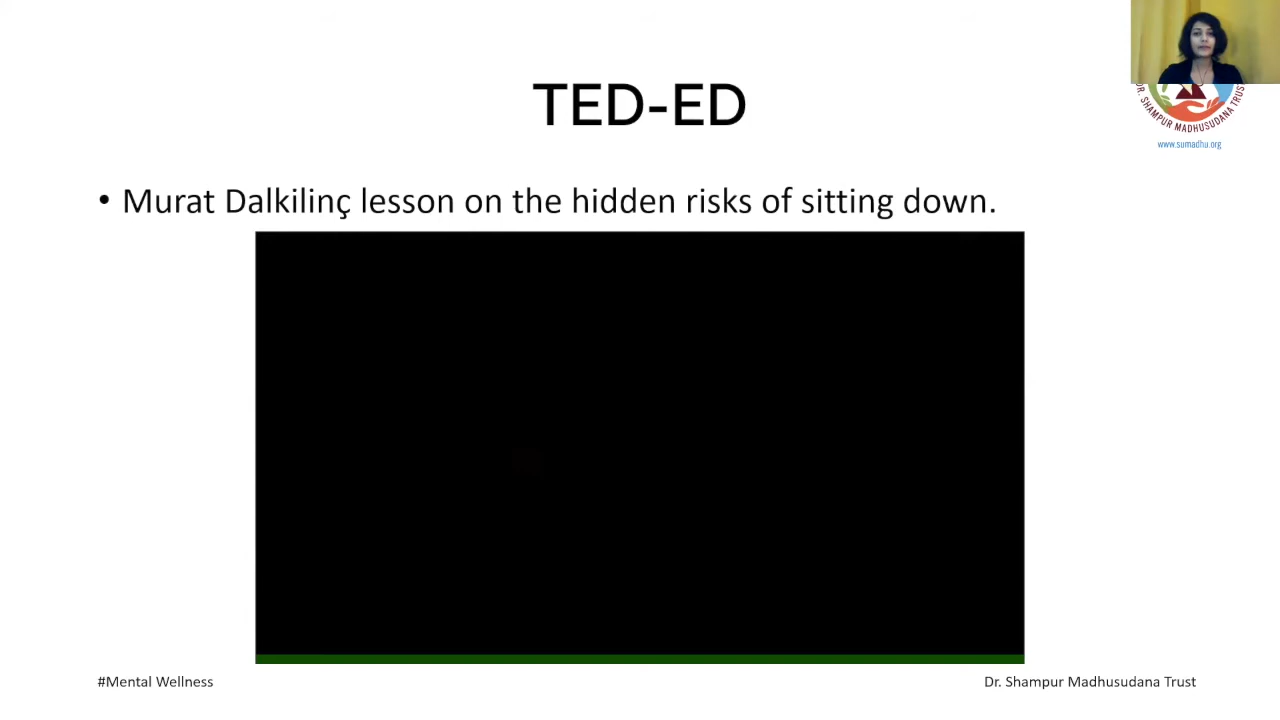 TED-ED
DR. SHAMPUR MADHUSUDANA TRUST
www.sumadhu.org
• Murat Dalkilinç lesson on the hidden risks of sitting down.
#Mental Wellness
Dr. Shampur Madhusudana Trust